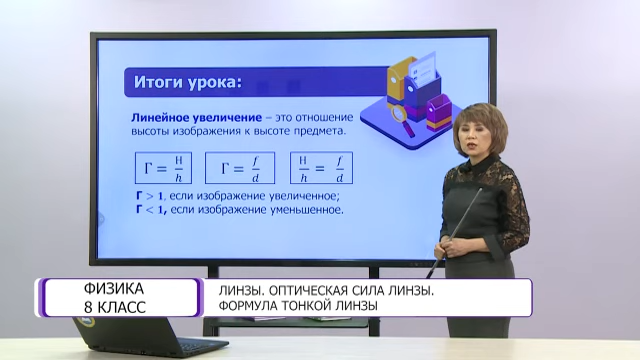 Итоги урока:
Линейное увеличение – это отношение
высоты изображения к высоте предмета.
Г = H/h Г = f/d H/h = f/d
Г > 1, если изображение увеличенное;
Г < 1, если изображение уменьшенное.
ФИЗИКА
8 КЛАСС
ЛИНЗЫ. ОПТИЧЕСКАЯ СИЛА ЛИНЗЫ.
ФОРМУЛА ТОНКОЙ ЛИНЗЫ